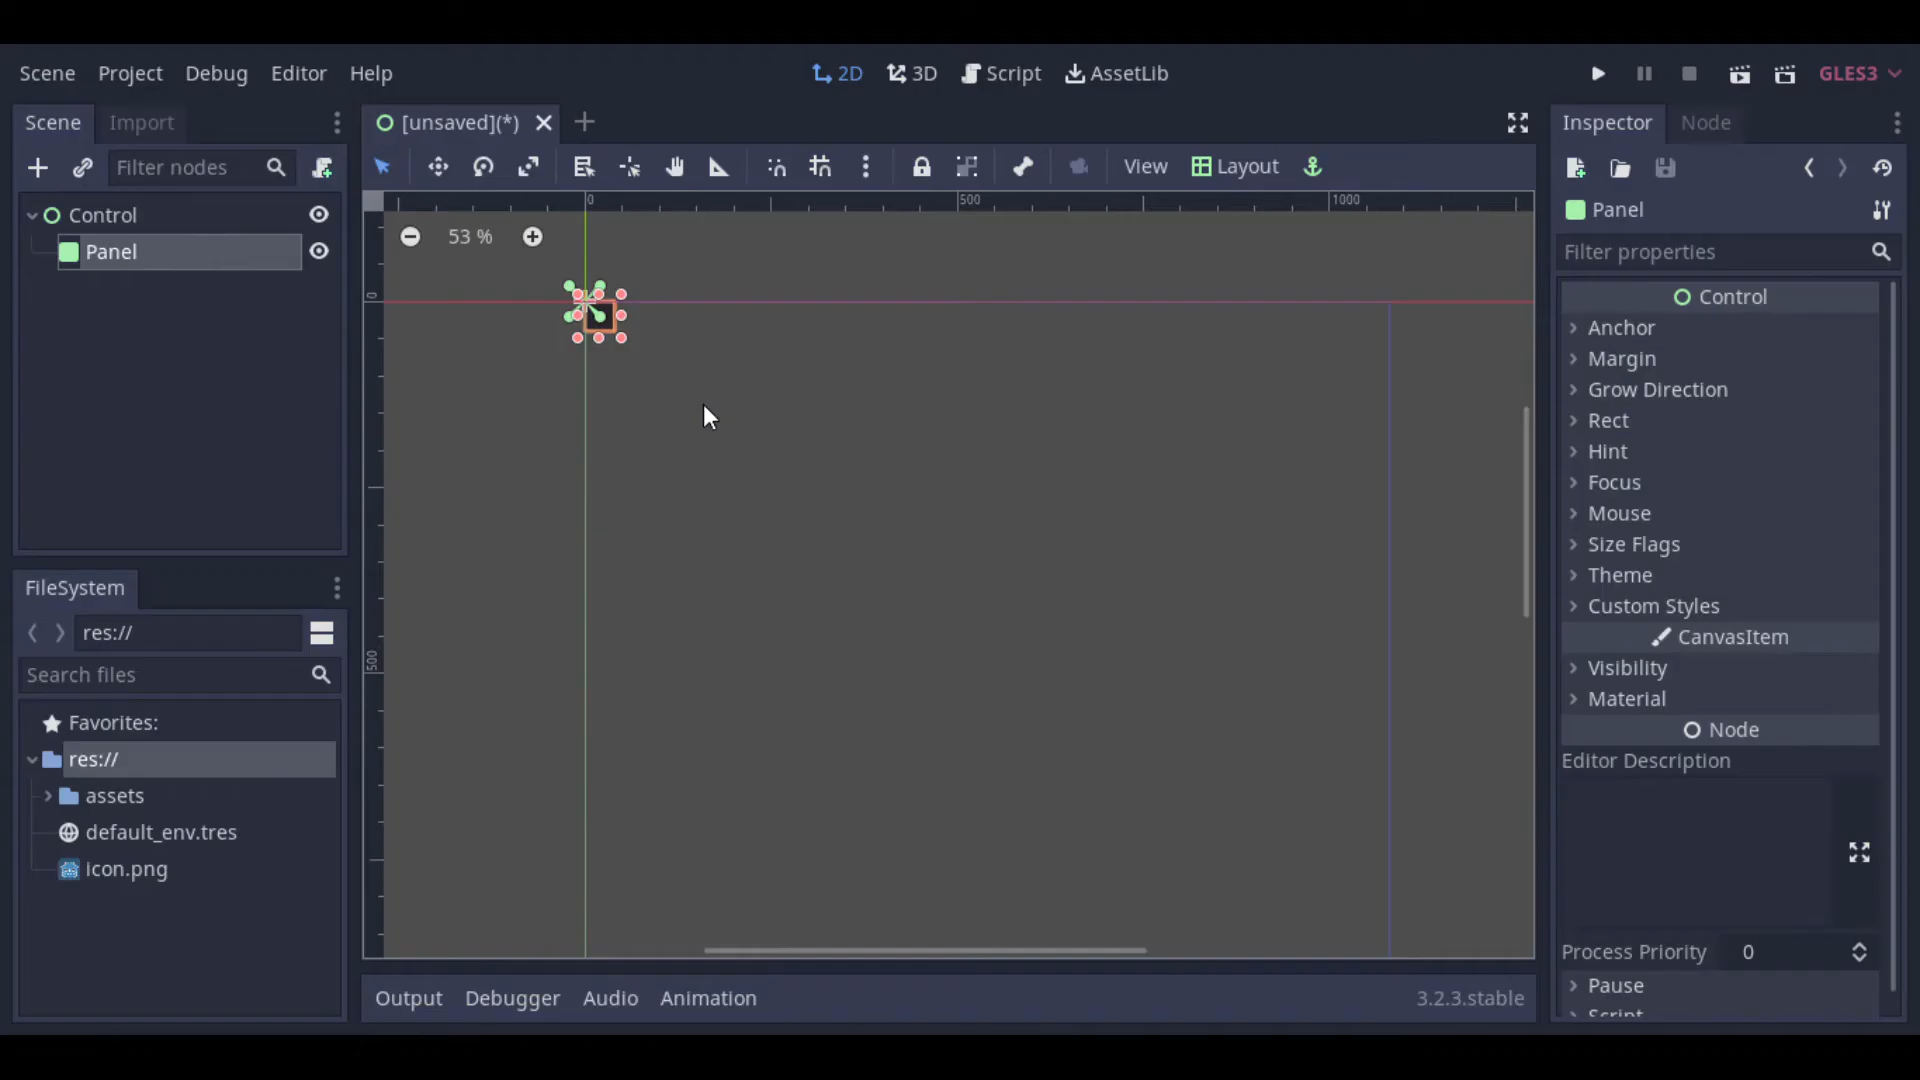 Scene Project Debug Editor Help
2D 3D Script AssetLib
GLES3
Scene Import
Filter nodes
Control
Panel
FileSystem
res://
Search files
Favorites:
res://
assets
default_env.tres
icon.png
[unsaved](*)
View Layout
0 500 1000
53 %
0
500
Output Debugger Audio Animation 3.2.3.stable
Inspector Node
Panel
Filter properties
Control
Anchor
Margin
Grow Direction
Rect
Hint
Focus
Mouse
Size Flags
Theme
Custom Styles
CanvasItem
Visibility
Material
Node
Editor Description
Process Priority 0
Pause
Script